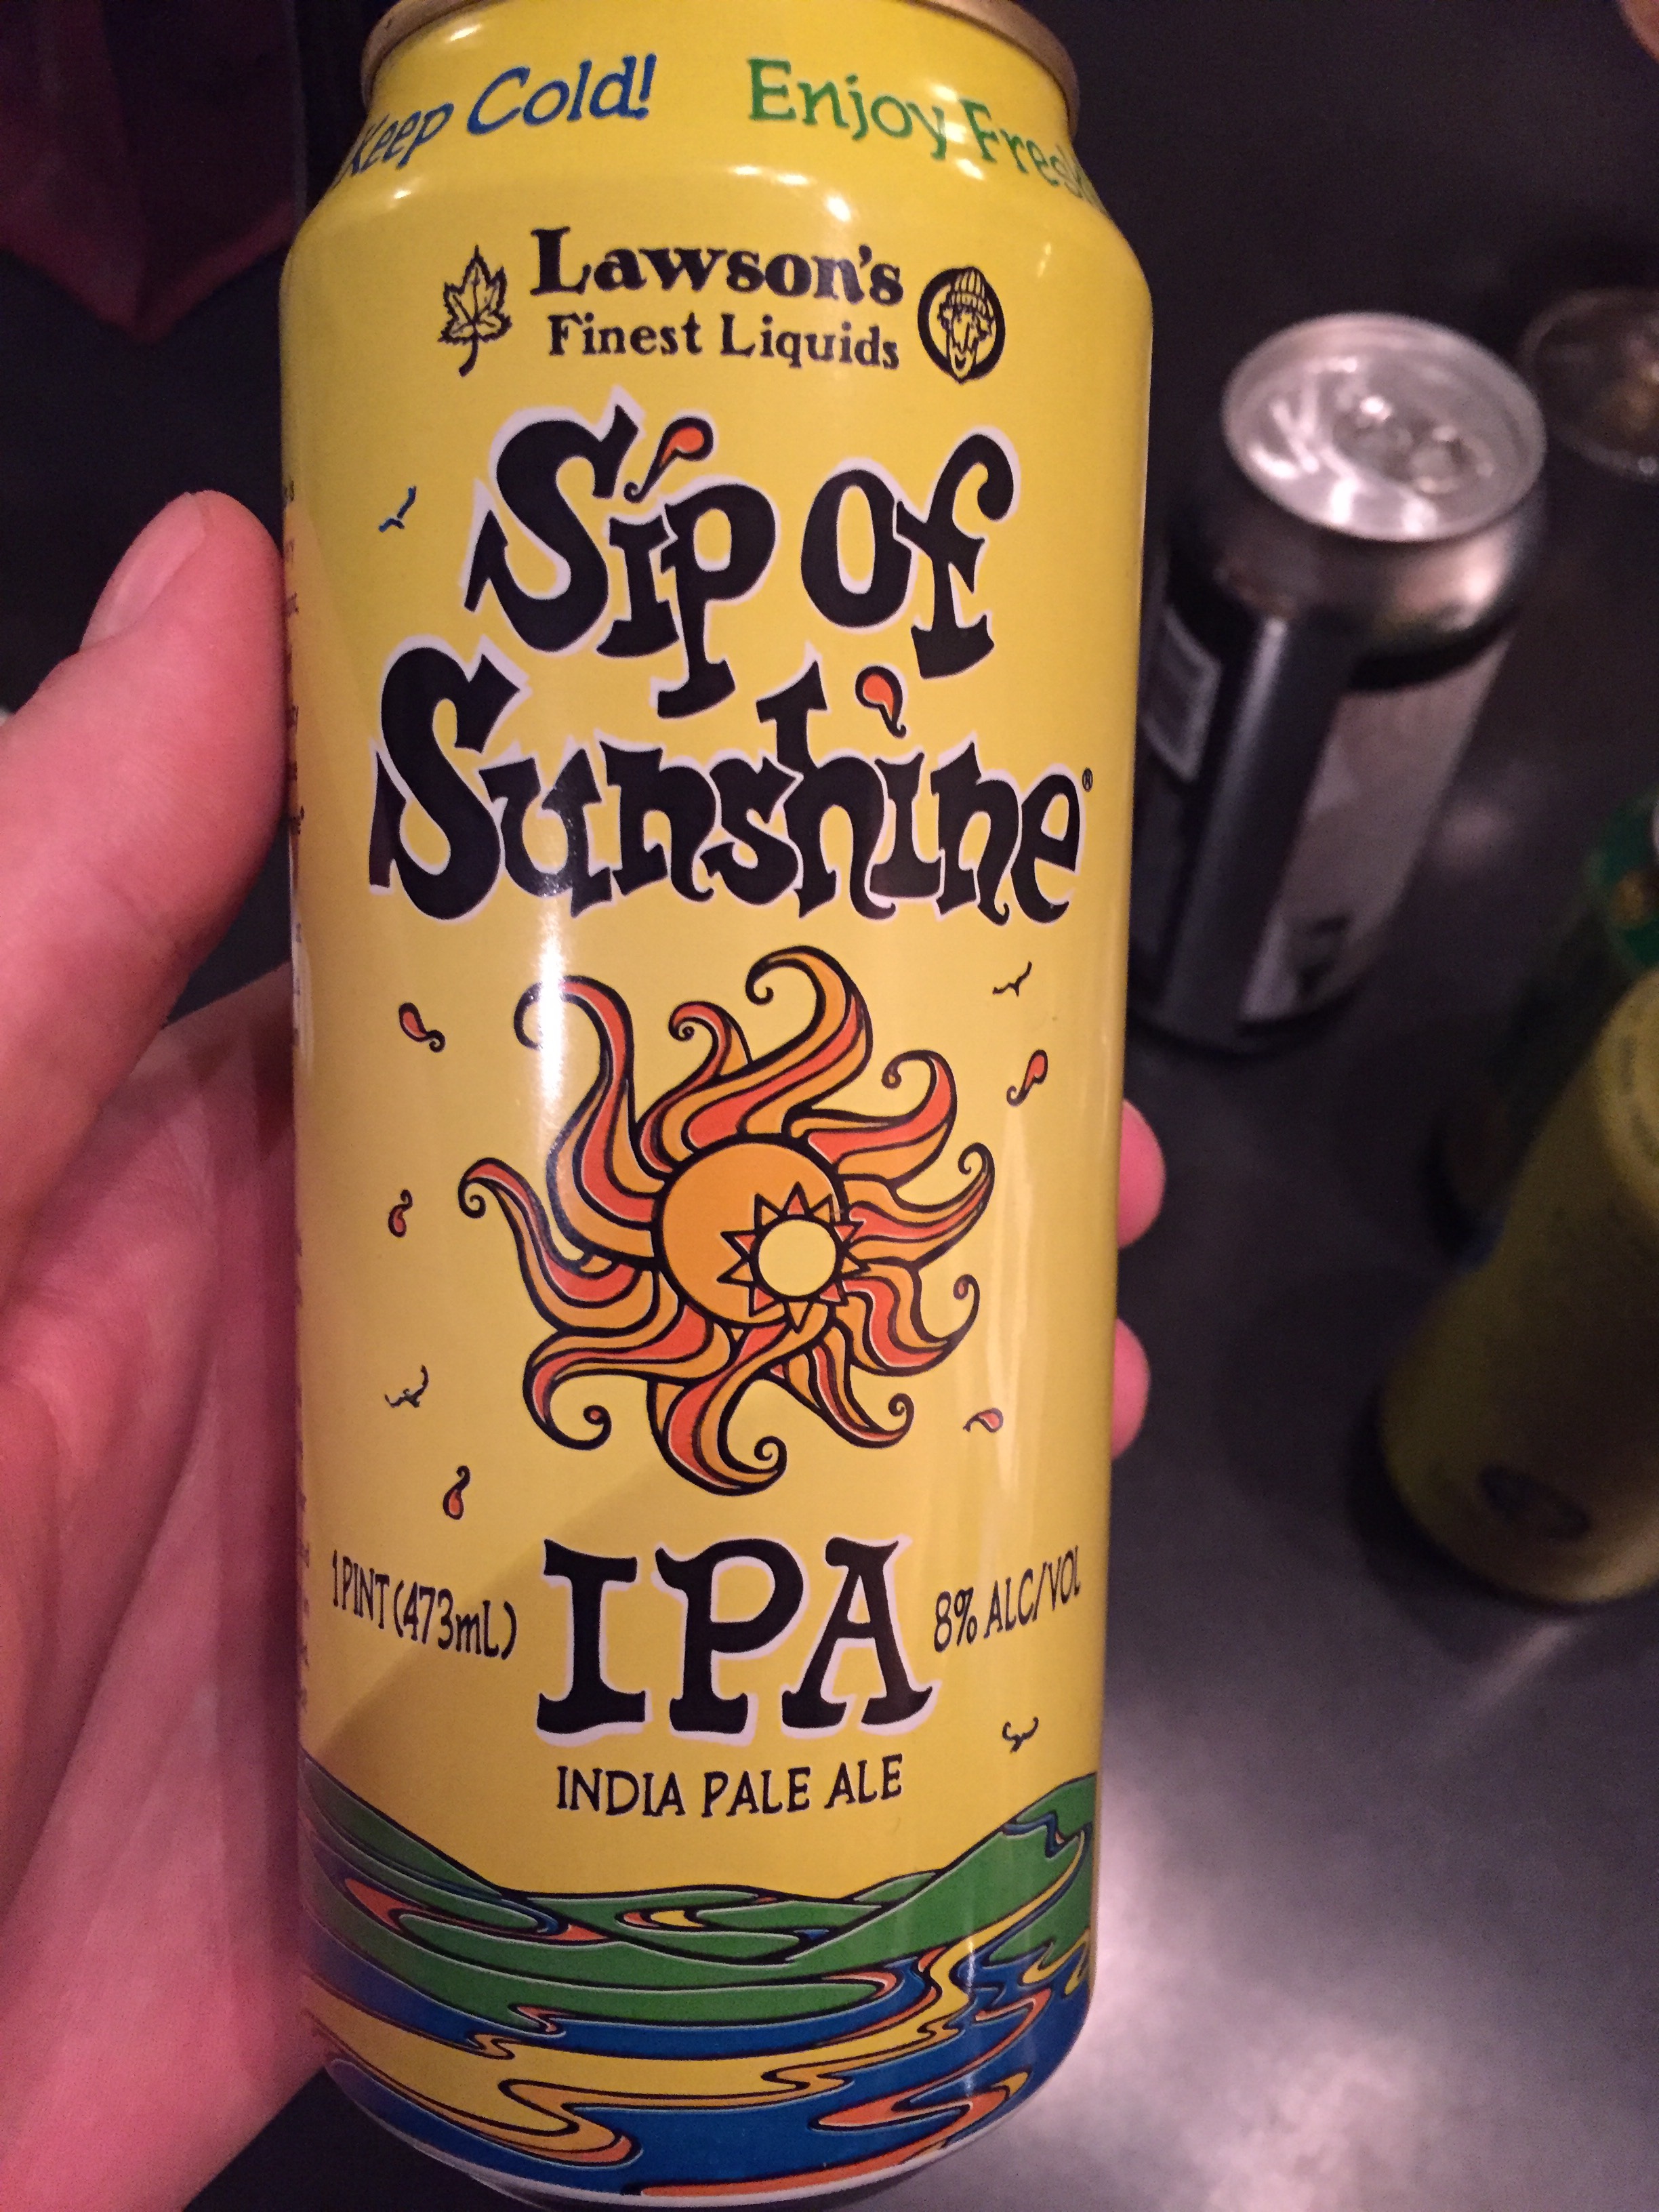 Keep Cold! Enjoy Fresh
Lawson's
Finest Liquids
Sip of
Sunshine®
1 PINT (473mL) IPA 8% ALC/VOL
INDIA PALE ALE